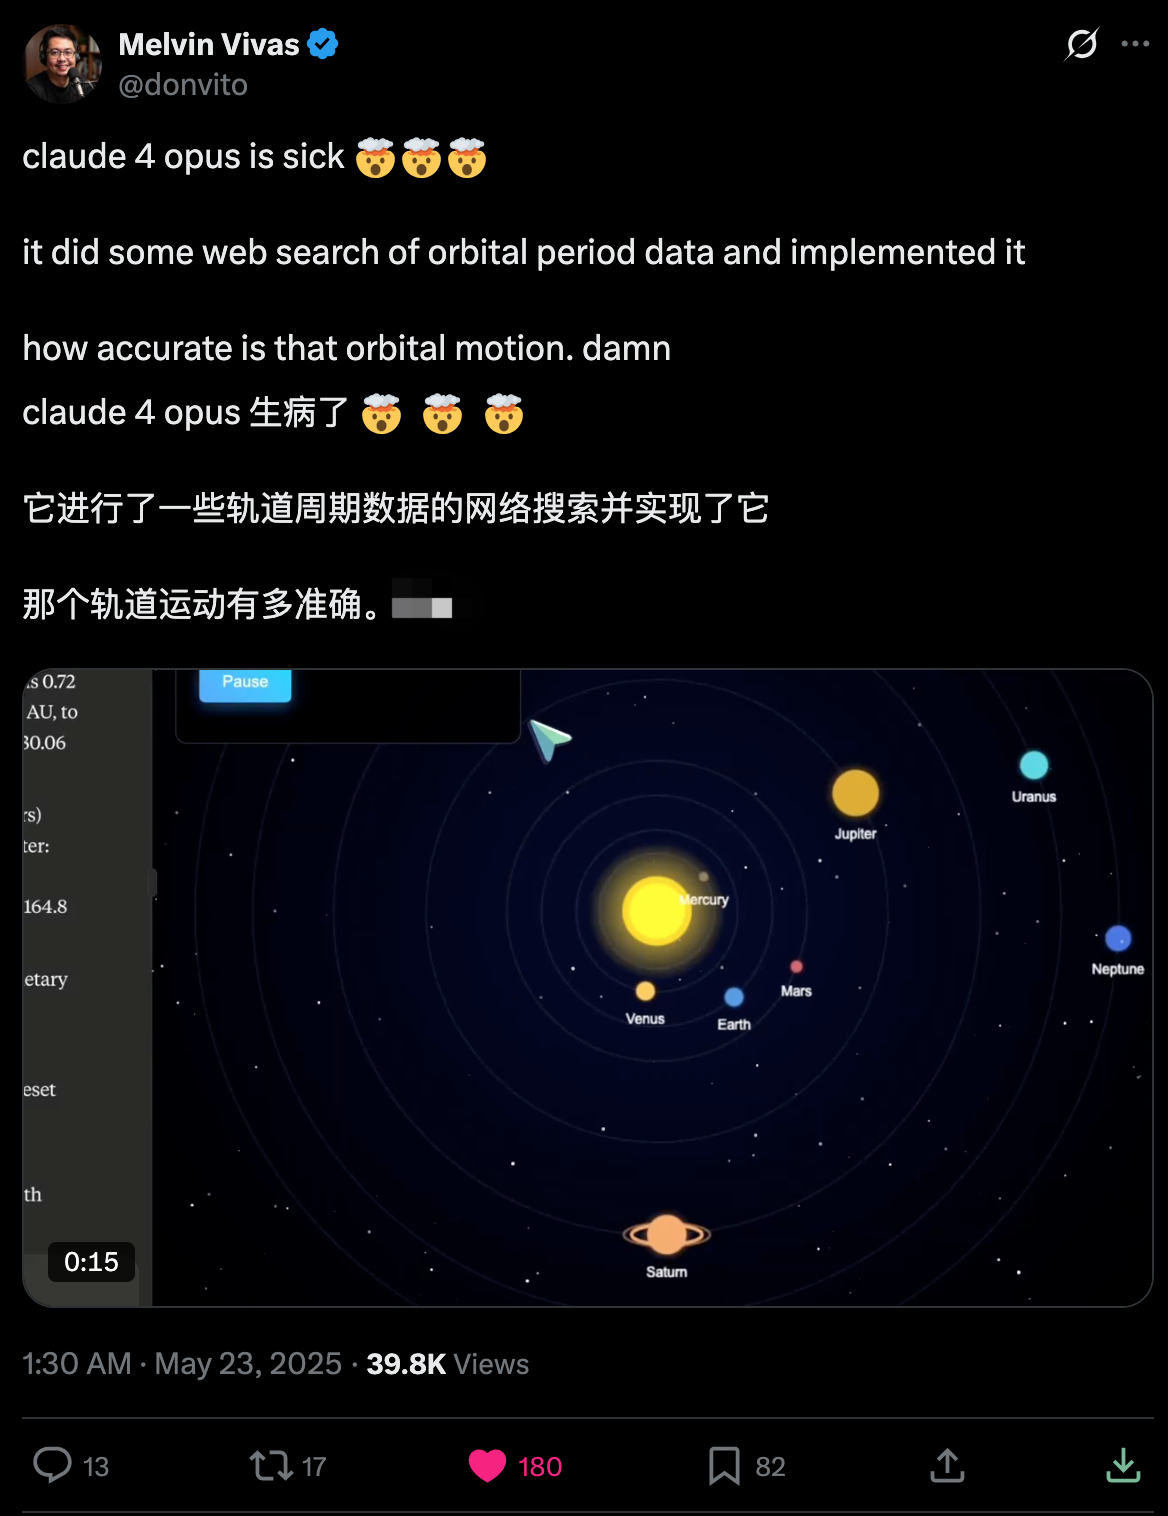 Melvin Vivas
@donvito
claude 4 opus is sick 🤯🤯🤯
it did some web search of orbital period data and implemented it
how accurate is that orbital motion. damn
claude 4 opus 生病了 🤯 🤯 🤯
它进行了一些轨道周期数据的网络搜索并实现了它
那个轨道运动有多准确。
is 0.72
AU, to
30.06
rs)
ter:
164.8
etary
eset
th
Pause
Uranus
Jupiter
Mercury
Neptune
Mars
Venus
Earth
Saturn
0:15
1:30 AM · May 23, 2025 · 39.8K Views
13 17 180 82